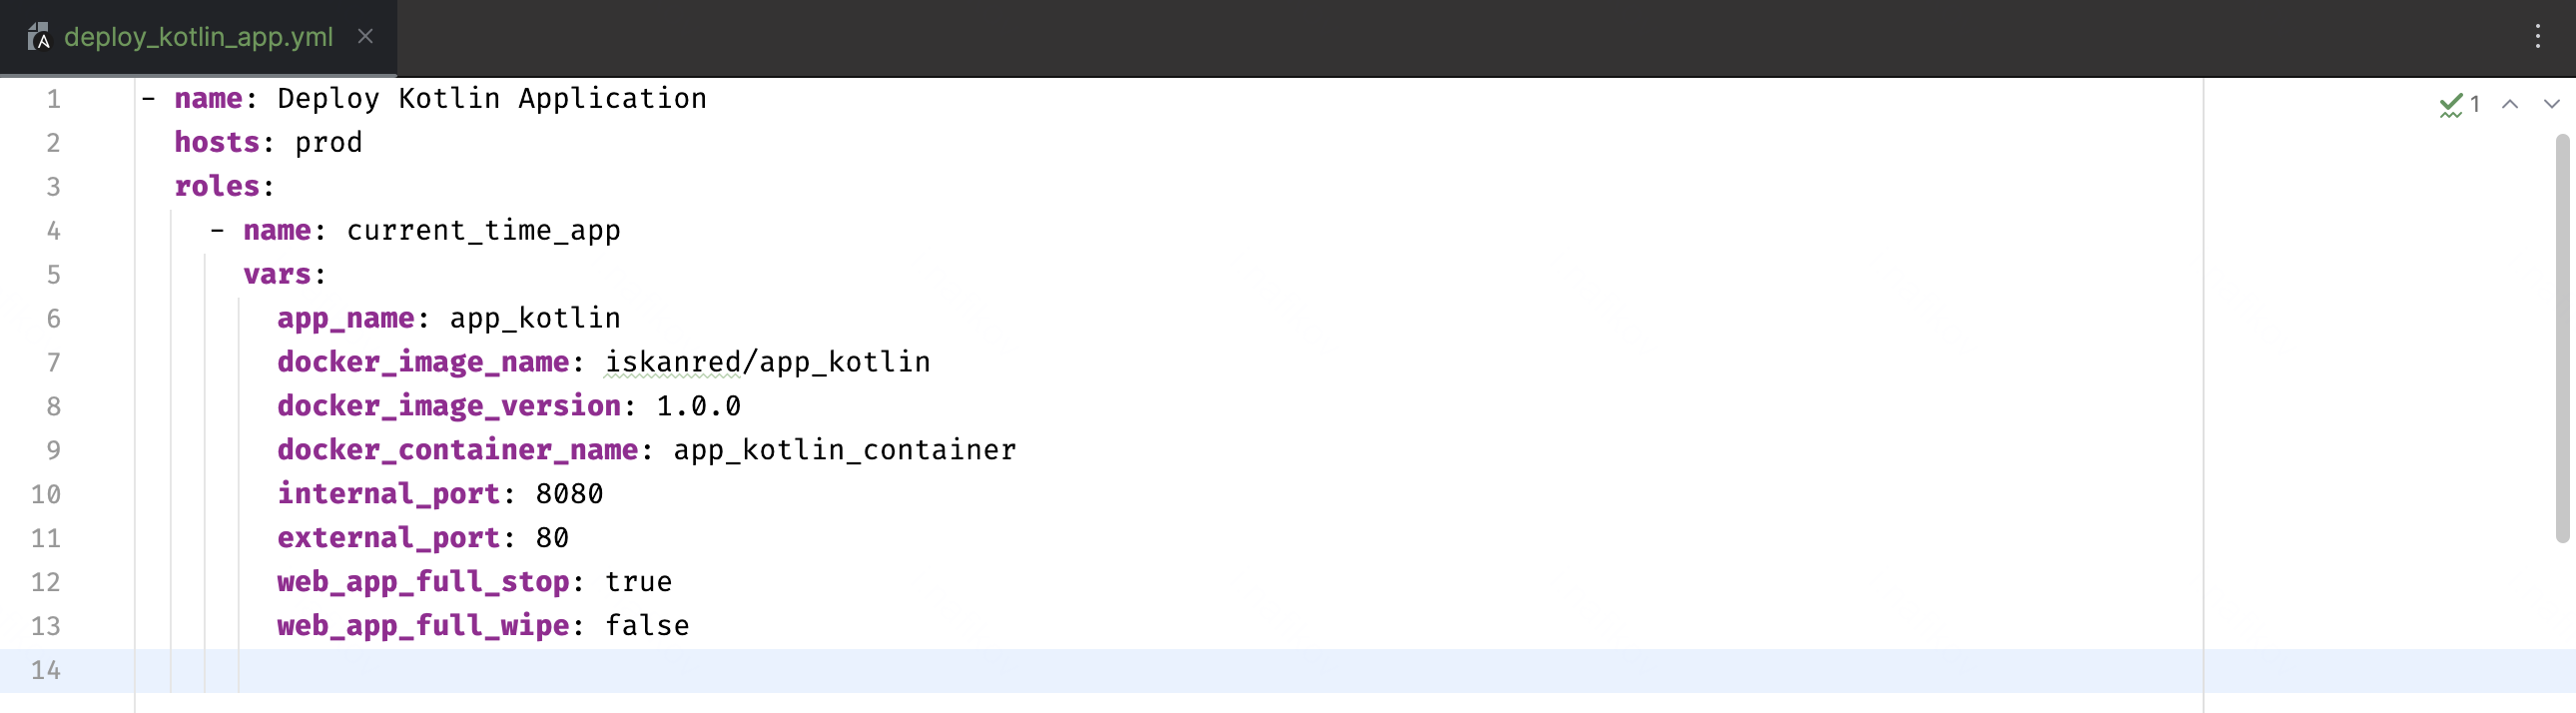 deploy_kotlin_app.yml
1 - name: Deploy Kotlin Application
2 hosts: prod
3 roles:
4 - name: current_time_app
5 vars:
6 app_name: app_kotlin
7 docker_image_name: iskanred/app_kotlin
8 docker_image_version: 1.0.0
9 docker_container_name: app_kotlin_container
10 internal_port: 8080
11 external_port: 80
12 web_app_full_stop: true
13 web_app_full_wipe: false
14
1